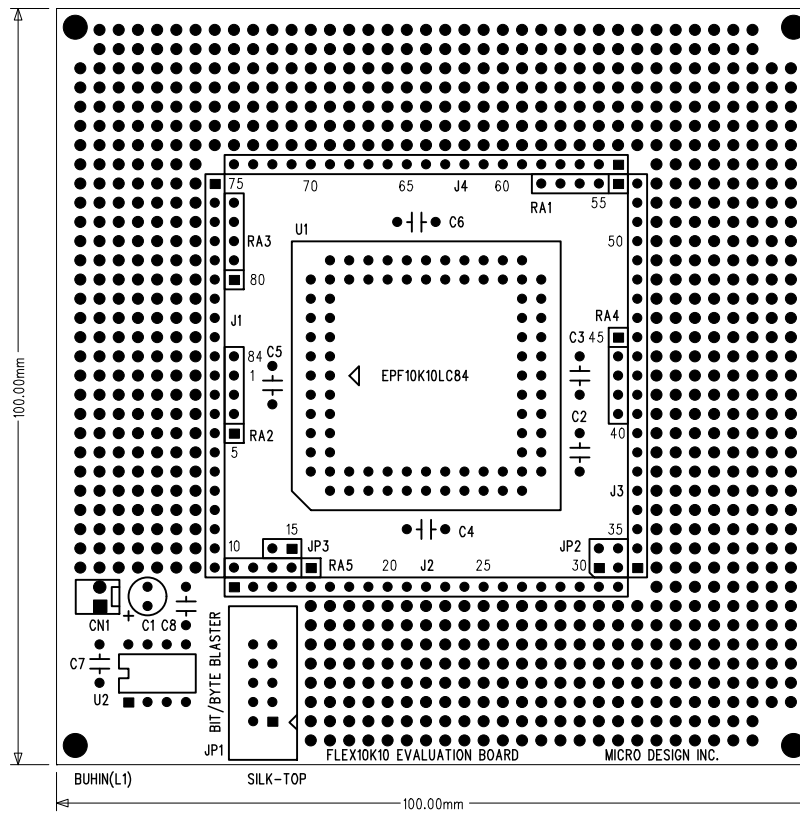 75 70 65 J4 60 55
RA1
C6
U1
RA3
50
80
J1
RA4
C3 45
84 C5
1
EPF10K10LC84
C2
40
RA2
5
J3
10 15 JP3
C4
JP2 35
RA5 20 J2 25 30
CN1 + C1 C8
C7
U2
BIT/BYTE BLASTER
JP1
FLEX10K10 EVALUATION BOARD
MICRO DESIGN INC.
BUHIN(L1)
SILK-TOP
100.00mm
100.00mm